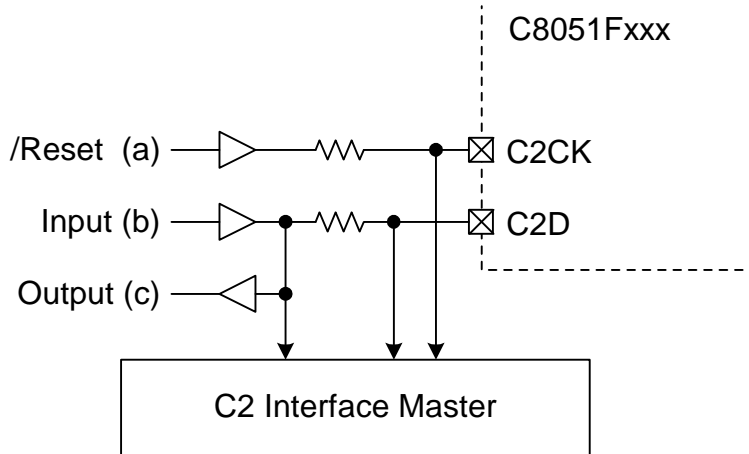 C8051Fxxx
/Reset (a)
C2CK
Input (b)
C2D
Output (c)
C2 Interface Master